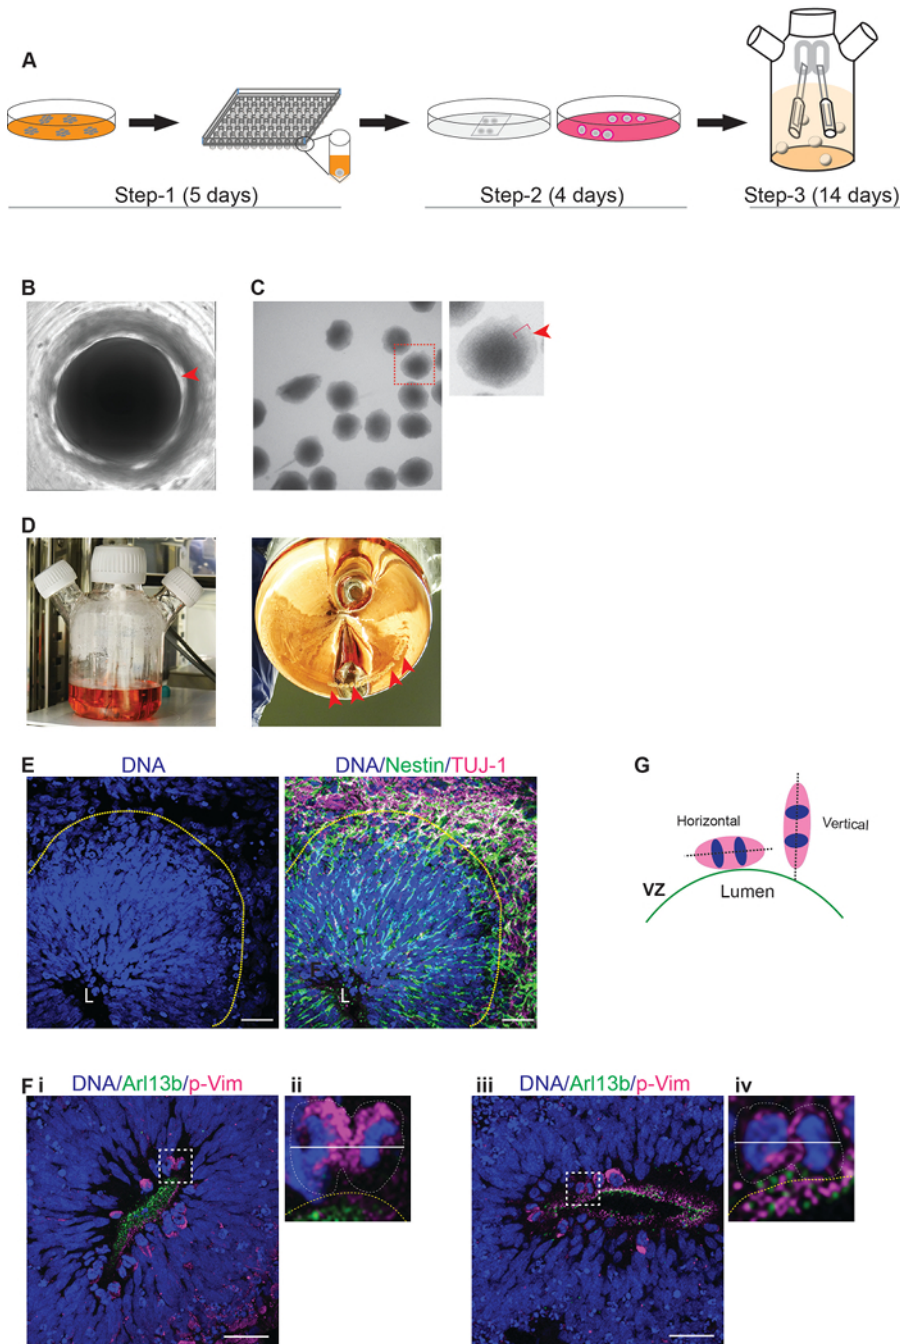 A
Step-1 (5 days)
Step-2 (4 days)
Step-3 (14 days)
B
C
D
E
DNA
DNA/Nestin/TUJ-1
G
Horizontal
Vertical
VZ
Lumen
L
L
F i
DNA/Arl13b/p-Vim
ii
iii
DNA/Arl13b/p-Vim
iv